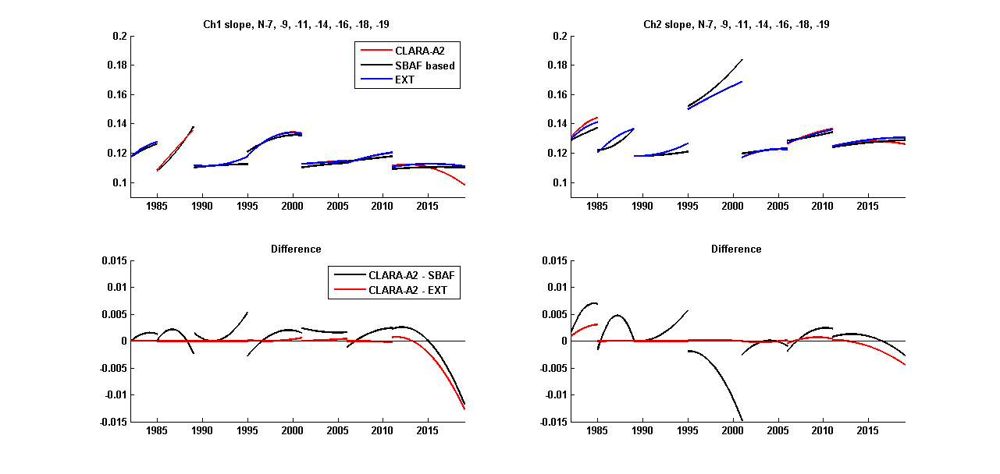 Ch1 slope, N-7, -9, -11, -14, -16, -18, -19
0.2
0.18
0.16
0.14
0.12
0.1
1985 1990 1995 2000 2005 2010 2015
CLARA-A2
SBAF based
EXT
Ch2 slope, N-7, -9, -11, -14, -16, -18, -19
0.2
0.18
0.16
0.14
0.12
0.1
1985 1990 1995 2000 2005 2010 2015
Difference
0.015
0.01
0.005
0
-0.005
-0.01
-0.015
1985 1990 1995 2000 2005 2010 2015
CLARA-A2 - SBAF
CLARA-A2 - EXT
Difference
0.015
0.01
0.005
0
-0.005
-0.01
-0.015
1985 1990 1995 2000 2005 2010 2015